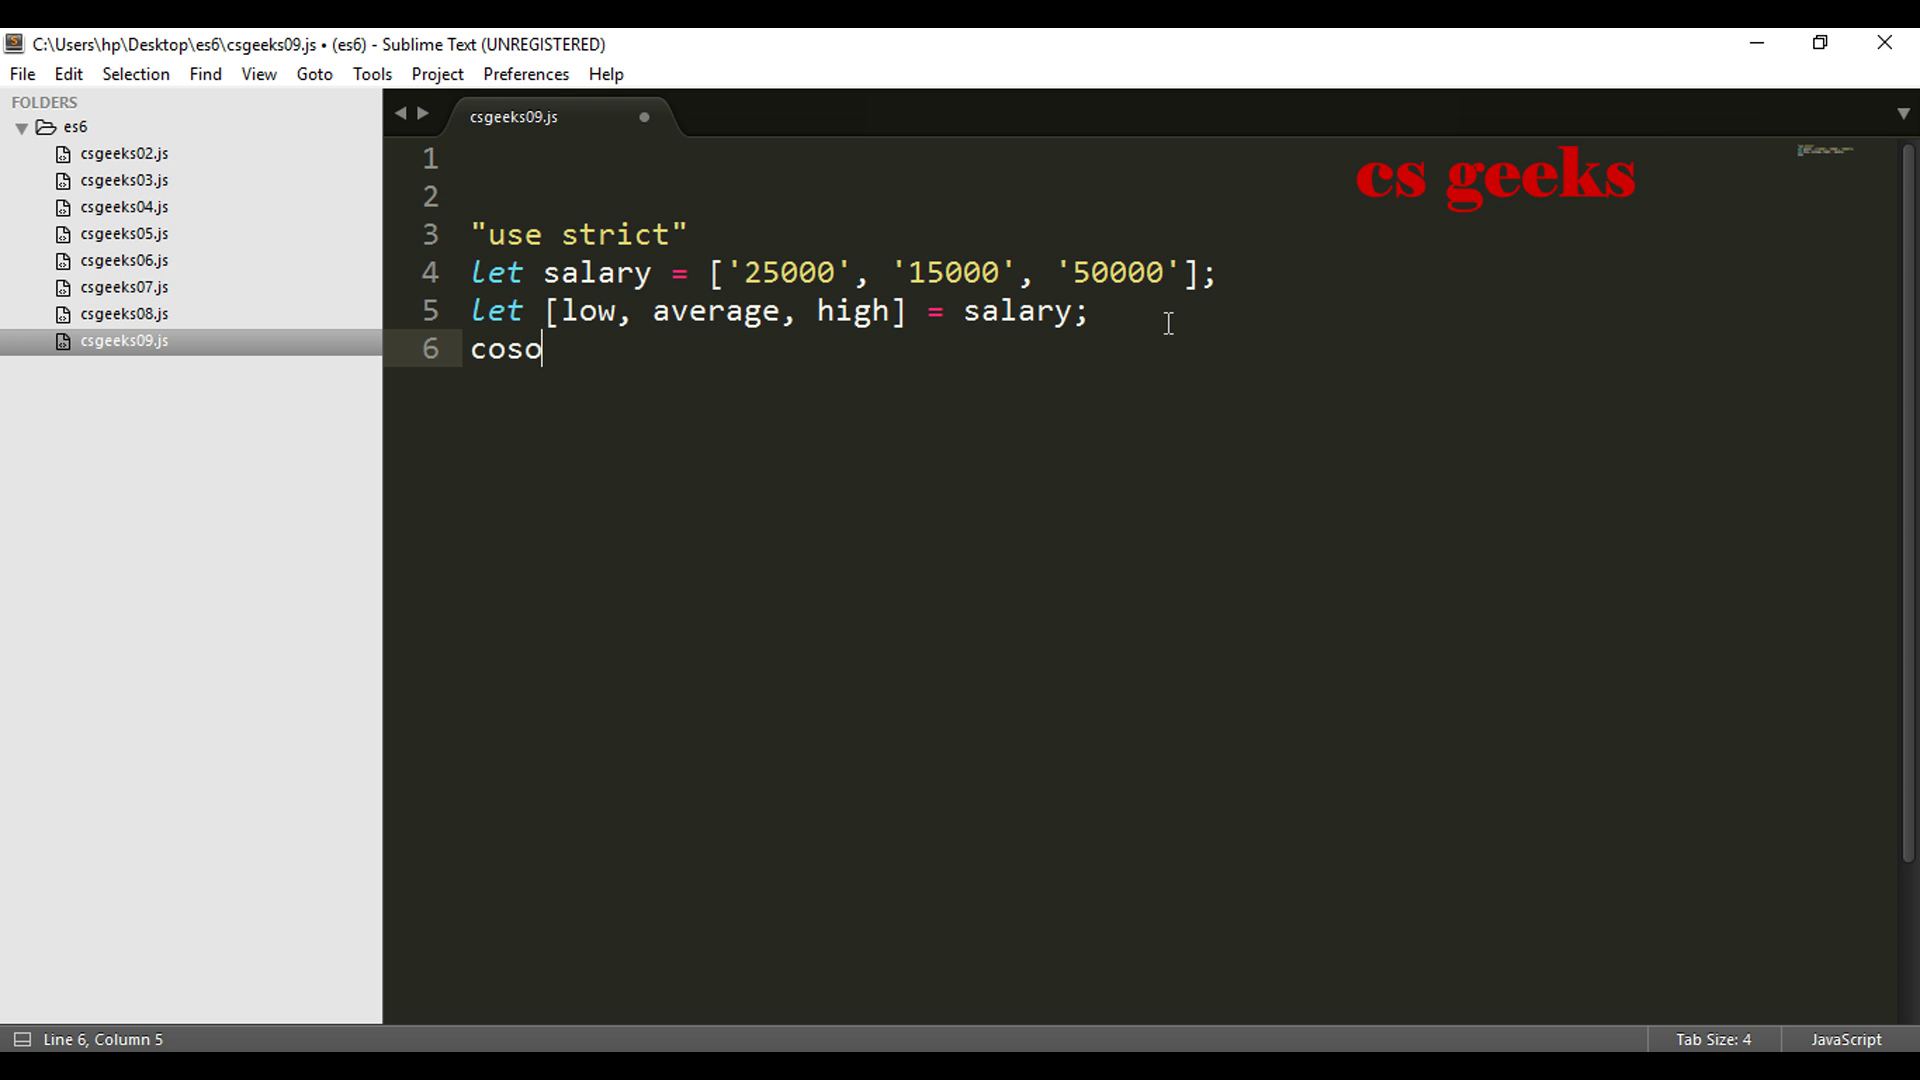 C:\Users\hp\Desktop\es6\csgeeks09.js • (es6) - Sublime Text (UNREGISTERED)
File Edit Selection Find View Goto Tools Project Preferences Help
FOLDERS
es6
csgeeks02.js
csgeeks03.js
csgeeks04.js
csgeeks05.js
csgeeks06.js
csgeeks07.js
csgeeks08.js
csgeeks09.js
csgeeks09.js
cs geeks
1
2
3 "use strict"
4 let salary = ['25000', '15000', '50000'];
5 let [low, average, high] = salary;
6 coso
Line 6, Column 5
Tab Size: 4
JavaScript